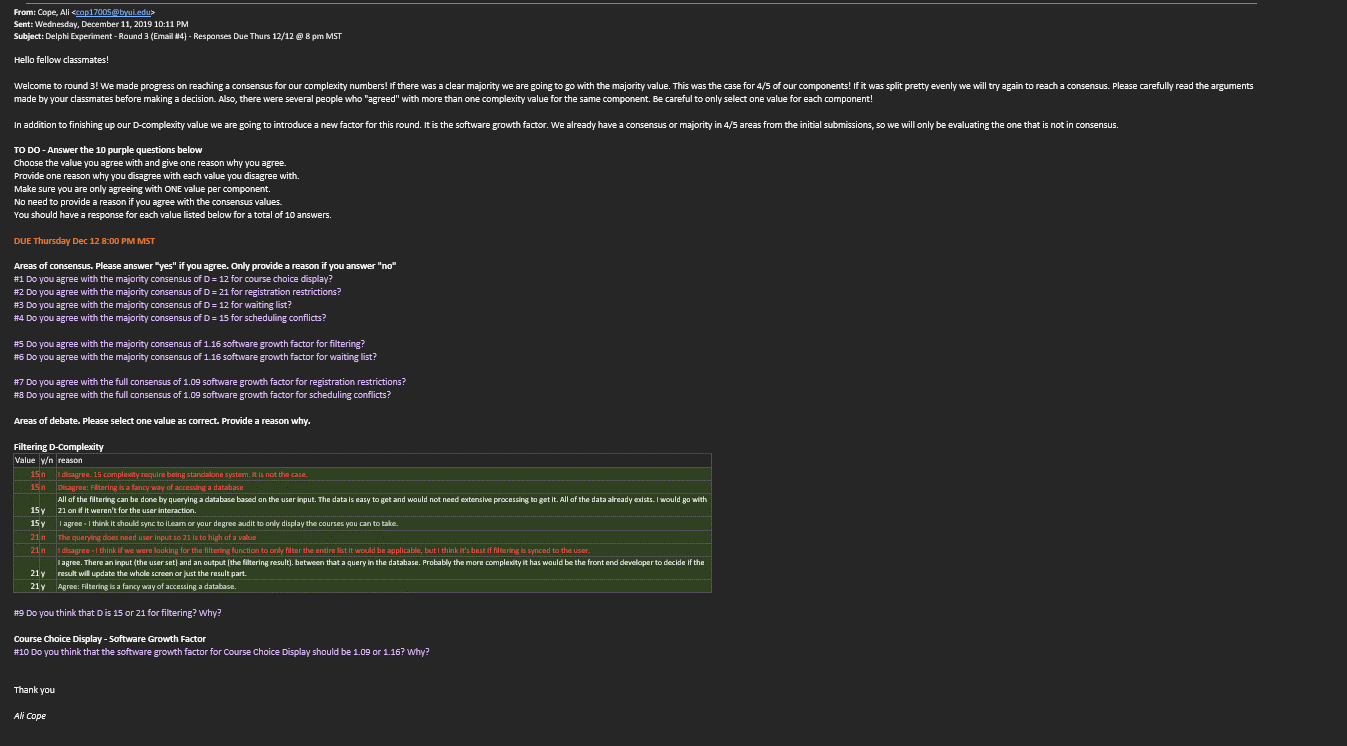 From: Cope, Ali <cop17005@byui.edu>
Sent: Wednesday, December 11, 2019 10:11 PM
Subject: Delphi Experiment - Round 3 (Email #4) - Responses Due Thurs 12/12 @ 8 pm MST
Hello fellow classmates!
Welcome to round 3! We made progress on reaching a consensus for our complexity numbers! If there was a clear majority we are going to go with the majority value. This was the case for 4/5 of our components! If it was split pretty evenly we will try again to reach a consensus. Please carefully read the arguments
made by your classmates before making a decision. Also, there were several people who "agreed" with more than one complexity value for the same component. Be careful to only select one value for each component!
In addition to finishing up our D-complexity value we are going to introduce a new factor for this round. It is the software growth factor. We already have a consensus or majority in 4/5 areas from the initial submissions, so we will only be evaluating the one that is not in consensus.
TO DO - Answer the 10 purple questions below
Choose the value you agree with and give one reason why you agree.
Provide one reason why you disagree with each value you disagree with.
Make sure you are only agreeing with ONE value per component.
No need to provide a reason if you agree with the consensus values.
You should have a response for each value listed below for a total of 10 answers.
DUE Thursday Dec 12 8:00 PM MST
Areas of consensus. Please answer "yes" if you agree. Only provide a reason if you answer "no"
#1 Do you agree with the majority consensus of D = 12 for course choice display?
#2 Do you agree with the majority consensus of D = 21 for registration restrictions?
#3 Do you agree with the majority consensus of D = 12 for waiting list?
#4 Do you agree with the majority consensus of D = 15 for scheduling conflicts?
#5 Do you agree with the majority consensus of 1.16 software growth factor for filtering?
#6 Do you agree with the majority consensus of 1.16 software growth factor for waiting list?
#7 Do you agree with the full consensus of 1.09 software growth factor for registration restrictions?
#8 Do you agree with the full consensus of 1.09 software growth factor for scheduling conflicts?
Areas of debate. Please select one value as correct. Provide a reason why.
Filtering D-Complexity
Value y/n reason
15 n I disagree. 15 complexity require being standalone system. It is not the case.
15 n Disagree: Filtering is a fancy way of accessing a database
All of the filtering can be done by querying a database based on the user input. The data is easy to get and would not need extensive processing to get it. All of the data already exists. I would go with
15 y 21 on if it weren't for the user interaction.
15 y I agree - I think it should sync to iLearn or your degree audit to only display the courses you can to take.
21 n The querying does need user input so 21 is to high of a value
21 n I disagree - I think if we were looking for the filtering function to only filter the entire list it would be applicable, but I think it's best if filtering is synced to the user.
I agree. There an input (the user set) and an output (the filtering result). between that a query in the database. Probably the more complexity it has would be the front end developer to decide if the
21 y result will update the whole screen or just the result part.
21 y Agree: Filtering is a fancy way of accessing a database.
#9 Do you think that D is 15 or 21 for filtering? Why?
Course Choice Display - Software Growth Factor
#10 Do you think that the software growth factor for Course Choice Display should be 1.09 or 1.16? Why?
Thank you
Ali Cope